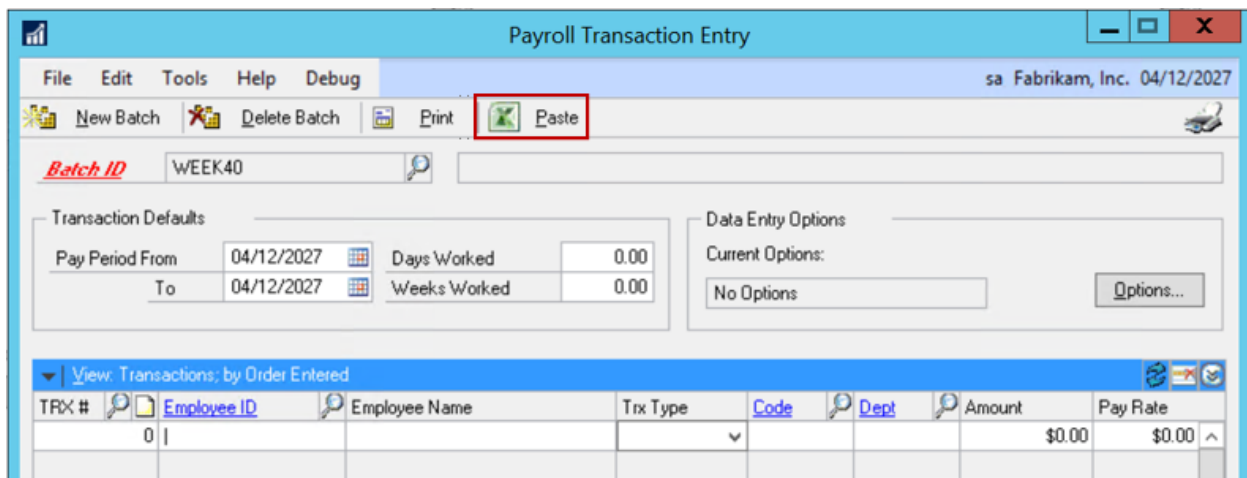 Payroll Transaction Entry
X
File Edit Tools Help Debug sa Fabrikam, Inc. 04/12/2027
New Batch Delete Batch Print Paste
Batch ID WEEK40
Transaction Defaults Data Entry Options
Pay Period From 04/12/2027 Days Worked 0.00 Current Options:
To 04/12/2027 Weeks Worked 0.00 No Options Options...
View: Transactions; by Order Entered
TRX # Employee ID Employee Name Trx Type Code Dept Amount Pay Rate
0 $0.00 $0.00